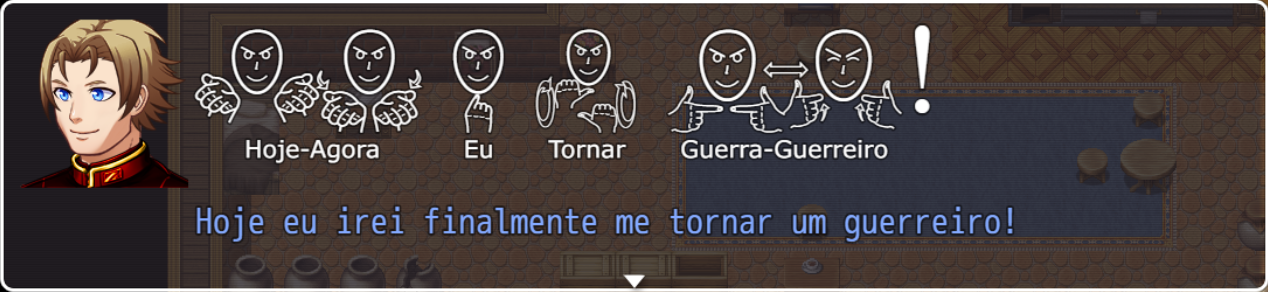 Hoje-Agora Eu Tornar Guerra-Guerreiro !
Hoje eu irei finalmente me tornar um guerreiro!